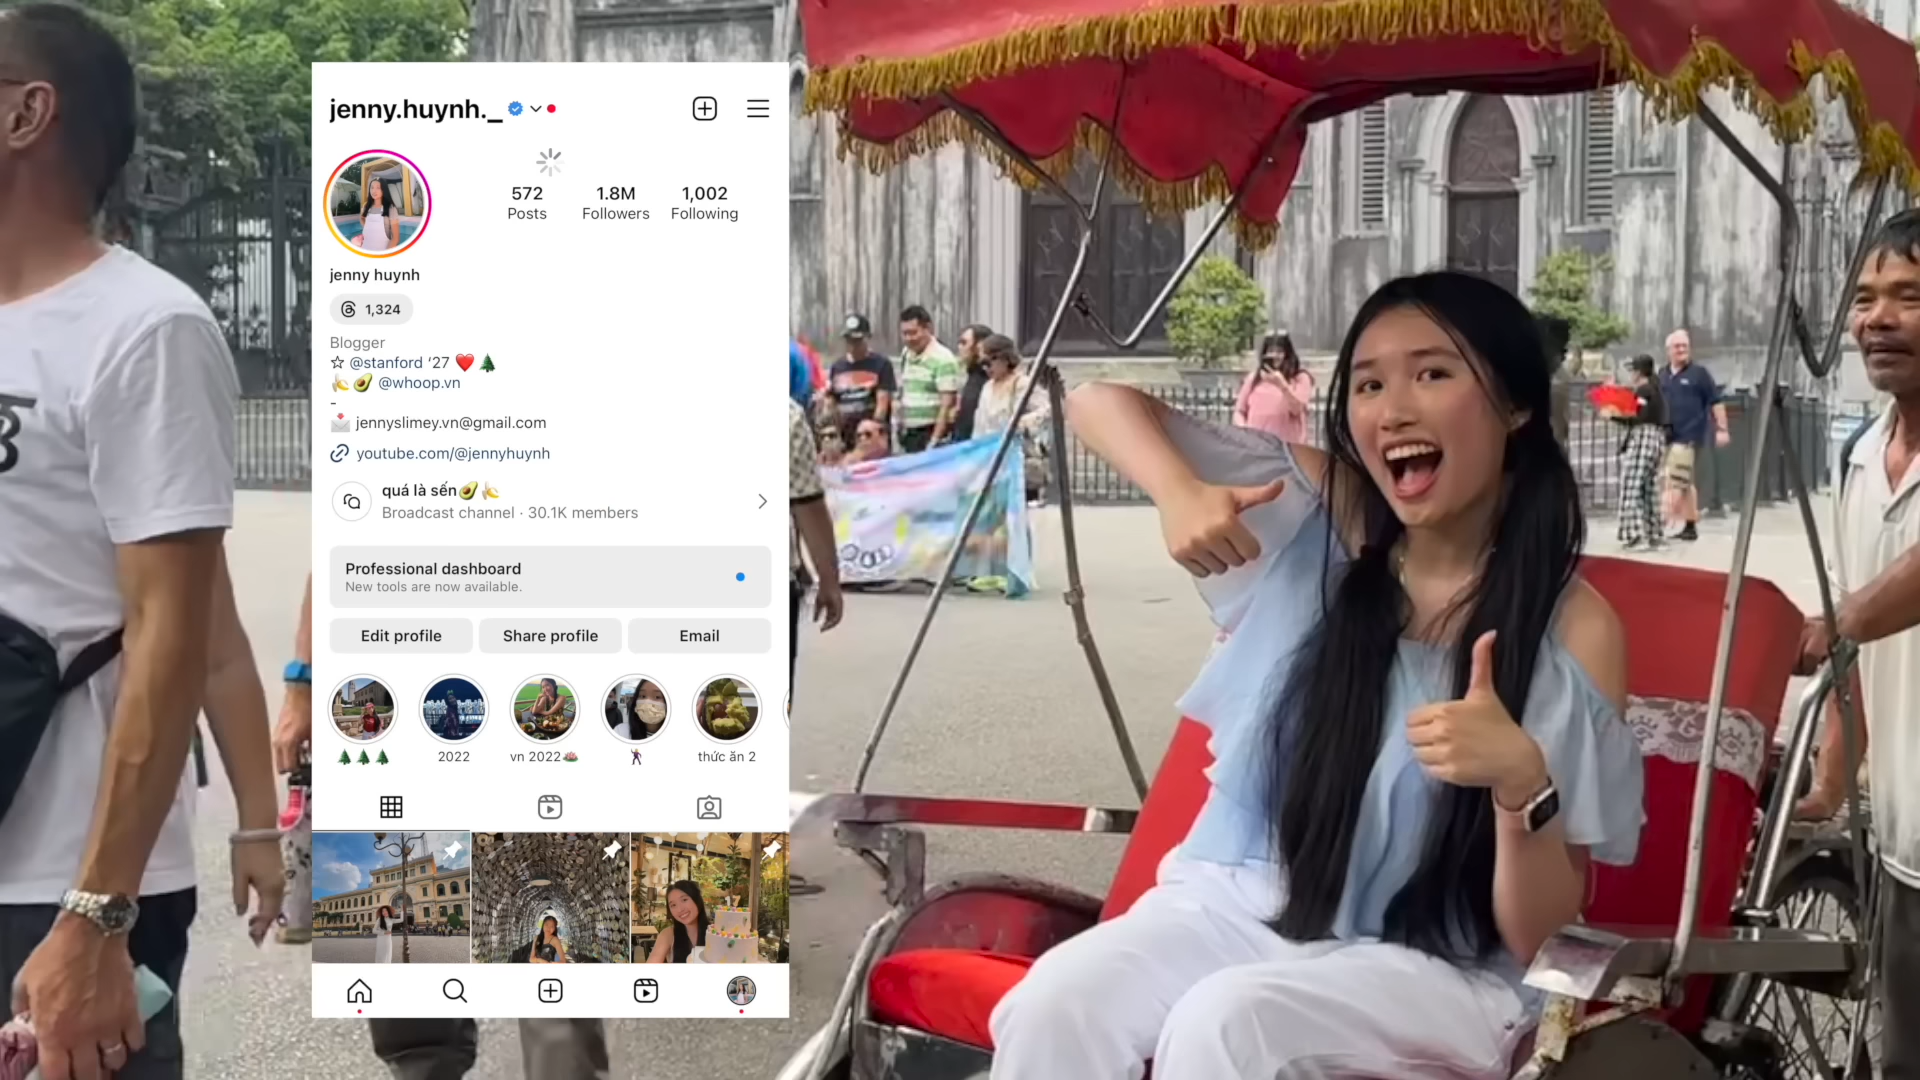 jenny.huynh._
572
1.8M
1,002
Posts
Followers
Following
jenny huynh
1,324
Blogger
☆ @stanford ‘27 ❤️🌲
🍌🥑 @whoop.vn
-
📩 jennyslimey.vn@gmail.com
youtube.com/@jennyhuynh
quá là sến🥑🍌
Broadcast channel · 30.1K members
Professional dashboard
New tools are now available.
Edit profile
Share profile
Email
🌲🌲🌲
2022
vn 2022🪷
thức ăn 2